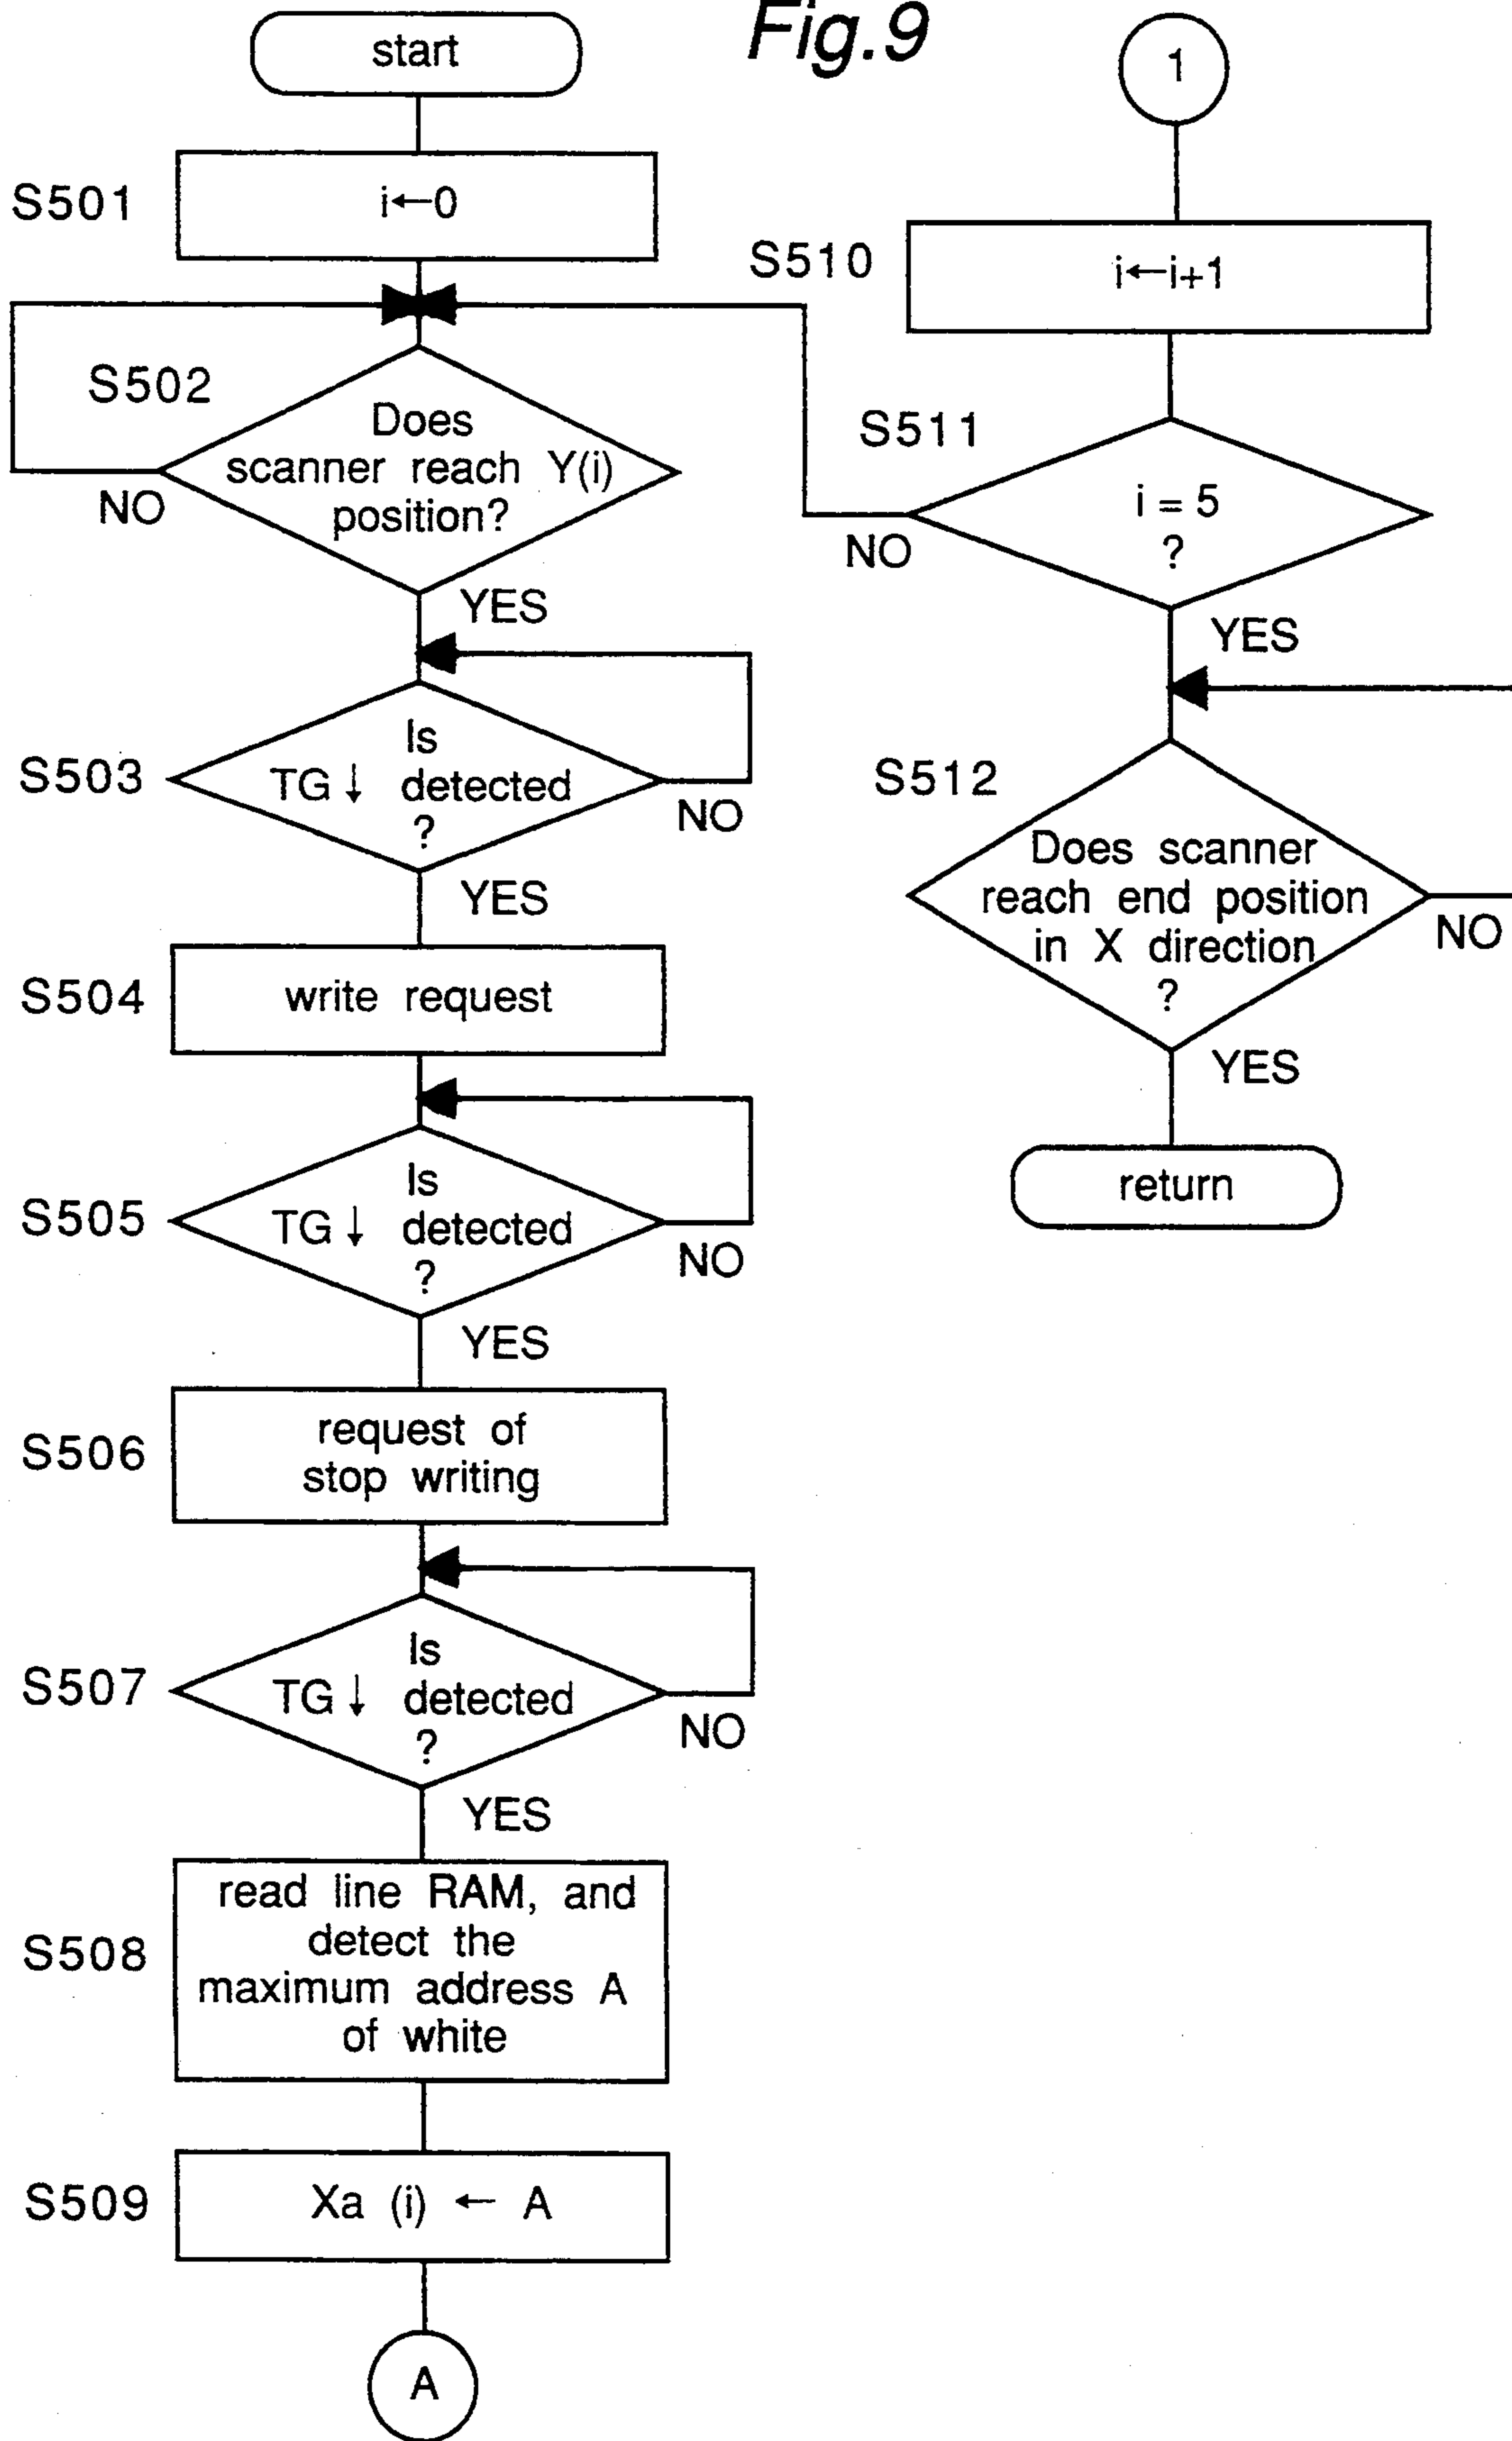 Fig.9
start
S501
i←0
S502
Does
scanner reach Y(i)
position?
NO
YES
S503
Is
TG↓ detected
?
NO
YES
S504
write request
S505
Is
TG↓ detected
?
NO
YES
S506
request of
stop writing
S507
Is
TG↓ detected
?
NO
YES
S508
read line RAM, and
detect the
maximum address A
of white
S509
Xa (i) ← A
A
1
S510
i←i+1
S511
i = 5
?
NO
YES
S512
Does scanner
reach end position
in X direction
?
NO
YES
return